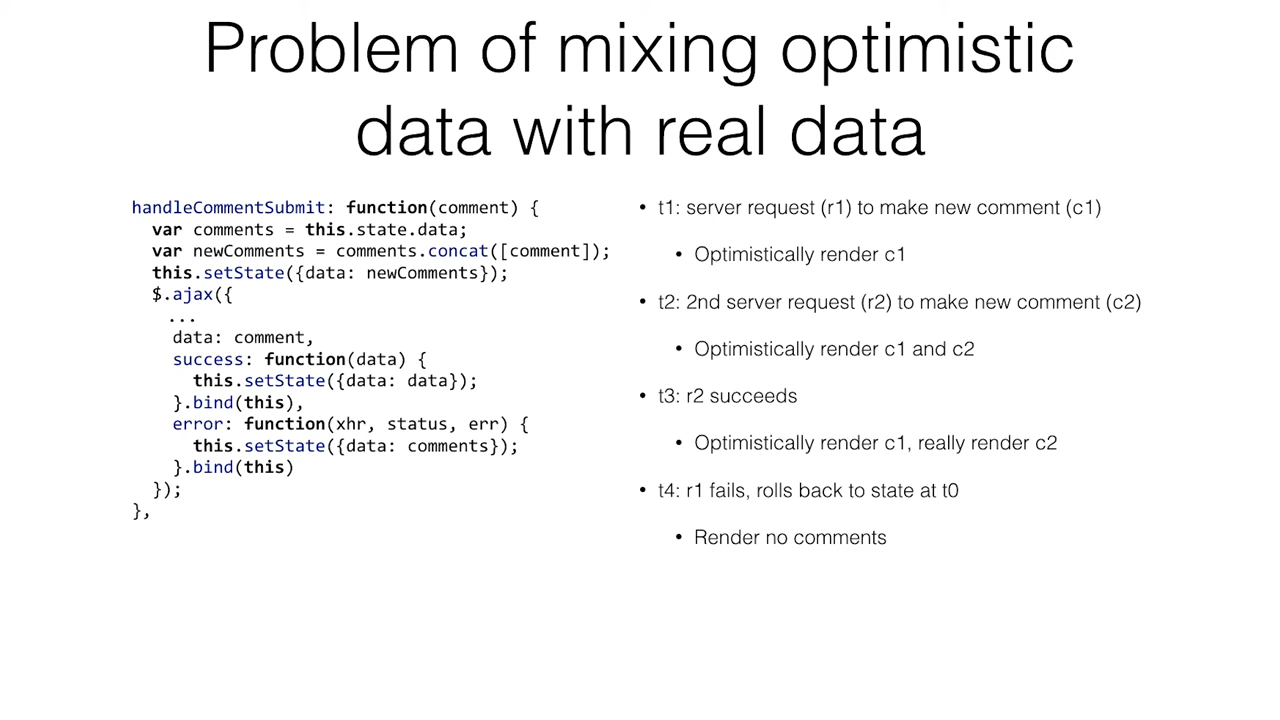 Problem of mixing optimistic
data with real data
handleCommentSubmit: function(comment) {
  var comments = this.state.data;
  var newComments = comments.concat([comment]);
  this.setState({data: newComments});
  $.ajax({
    ...
    data: comment,
    success: function(data) {
      this.setState({data: data});
    }.bind(this),
    error: function(xhr, status, err) {
      this.setState({data: comments});
    }.bind(this)
  });
},
• t1: server request (r1) to make new comment (c1)
• Optimistically render c1
• t2: 2nd server request (r2) to make new comment (c2)
• Optimistically render c1 and c2
• t3: r2 succeeds
• Optimistically render c1, really render c2
• t4: r1 fails, rolls back to state at t0
• Render no comments